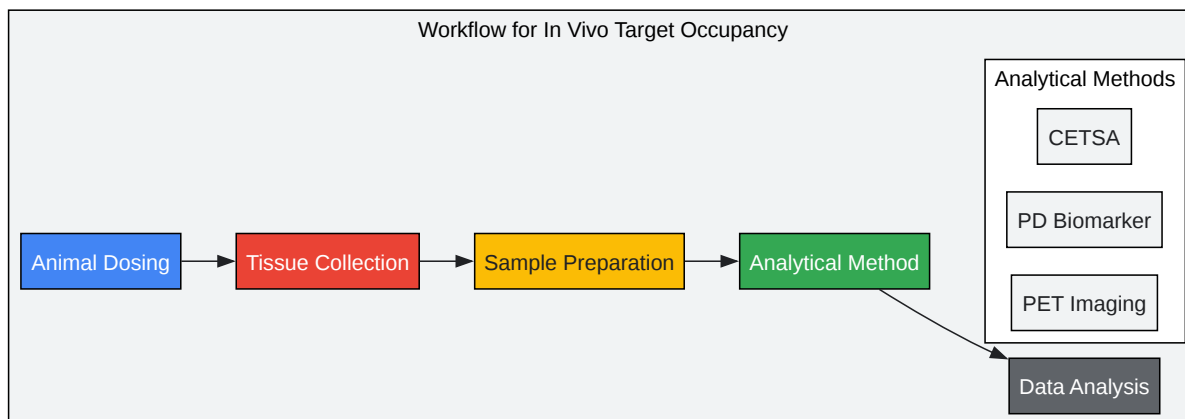 Workflow for In Vivo Target Occupancy
Analytical Methods
CETSA
PD Biomarker
PET Imaging
Animal Dosing
Tissue Collection
Sample Preparation
Analytical Method
Data Analysis